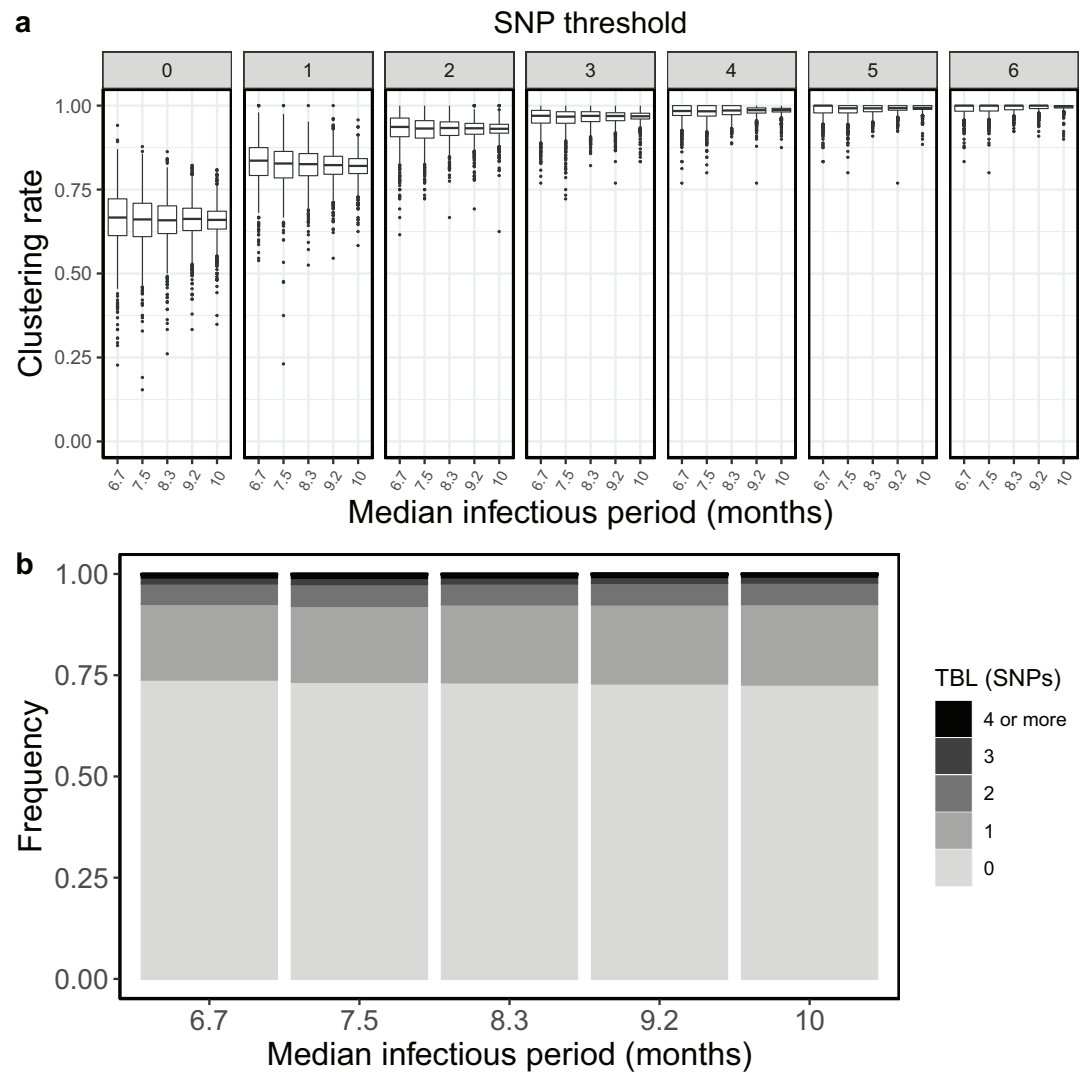 a
SNP threshold
0 1 2 3 4 5 6
Clustering rate
1.00
0.75
0.50
0.25
0.00
6.7 7.5 8.3 9.2 10 6.7 7.5 8.3 9.2 10 6.7 7.5 8.3 9.2 10 6.7 7.5 8.3 9.2 10 6.7 7.5 8.3 9.2 10 6.7 7.5 8.3 9.2 10 6.7 7.5 8.3 9.2 10
Median infectious period (months)
b
Frequency
1.00
0.75
0.50
0.25
0.00
6.7 7.5 8.3 9.2 10
Median infectious period (months)
TBL (SNPs)
4 or more
3
2
1
0